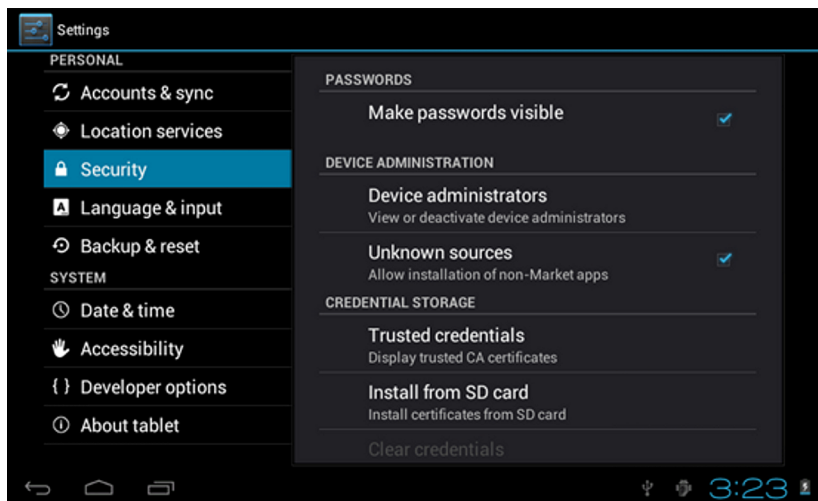 Settings
PERSONAL
Accounts & sync
Location services
Security
Language & input
Backup & reset
SYSTEM
Date & time
Accessibility
{ } Developer options
About tablet
PASSWORDS
Make passwords visible
DEVICE ADMINISTRATION
Device administrators
View or deactivate device administrators
Unknown sources
Allow installation of non-Market apps
CREDENTIAL STORAGE
Trusted credentials
Display trusted CA certificates
Install from SD card
Install certificates from SD card
Clear credentials
3:23